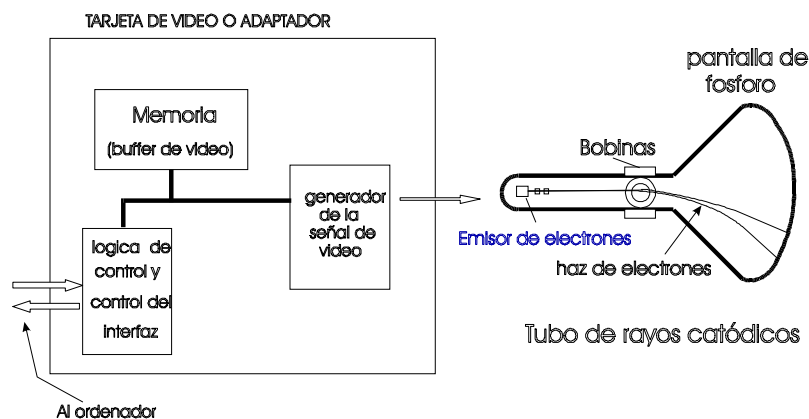 TARJETA DE VIDEO O ADAPTADOR
Memoria
(buffer de video)
generador
de la
señal de
video
logica de
control y
control del
interfaz
Al ordenador
pantalla de
fosforo
Bobinas
Emisor de electrones
haz de electrones
Tubo de rayos catódicos